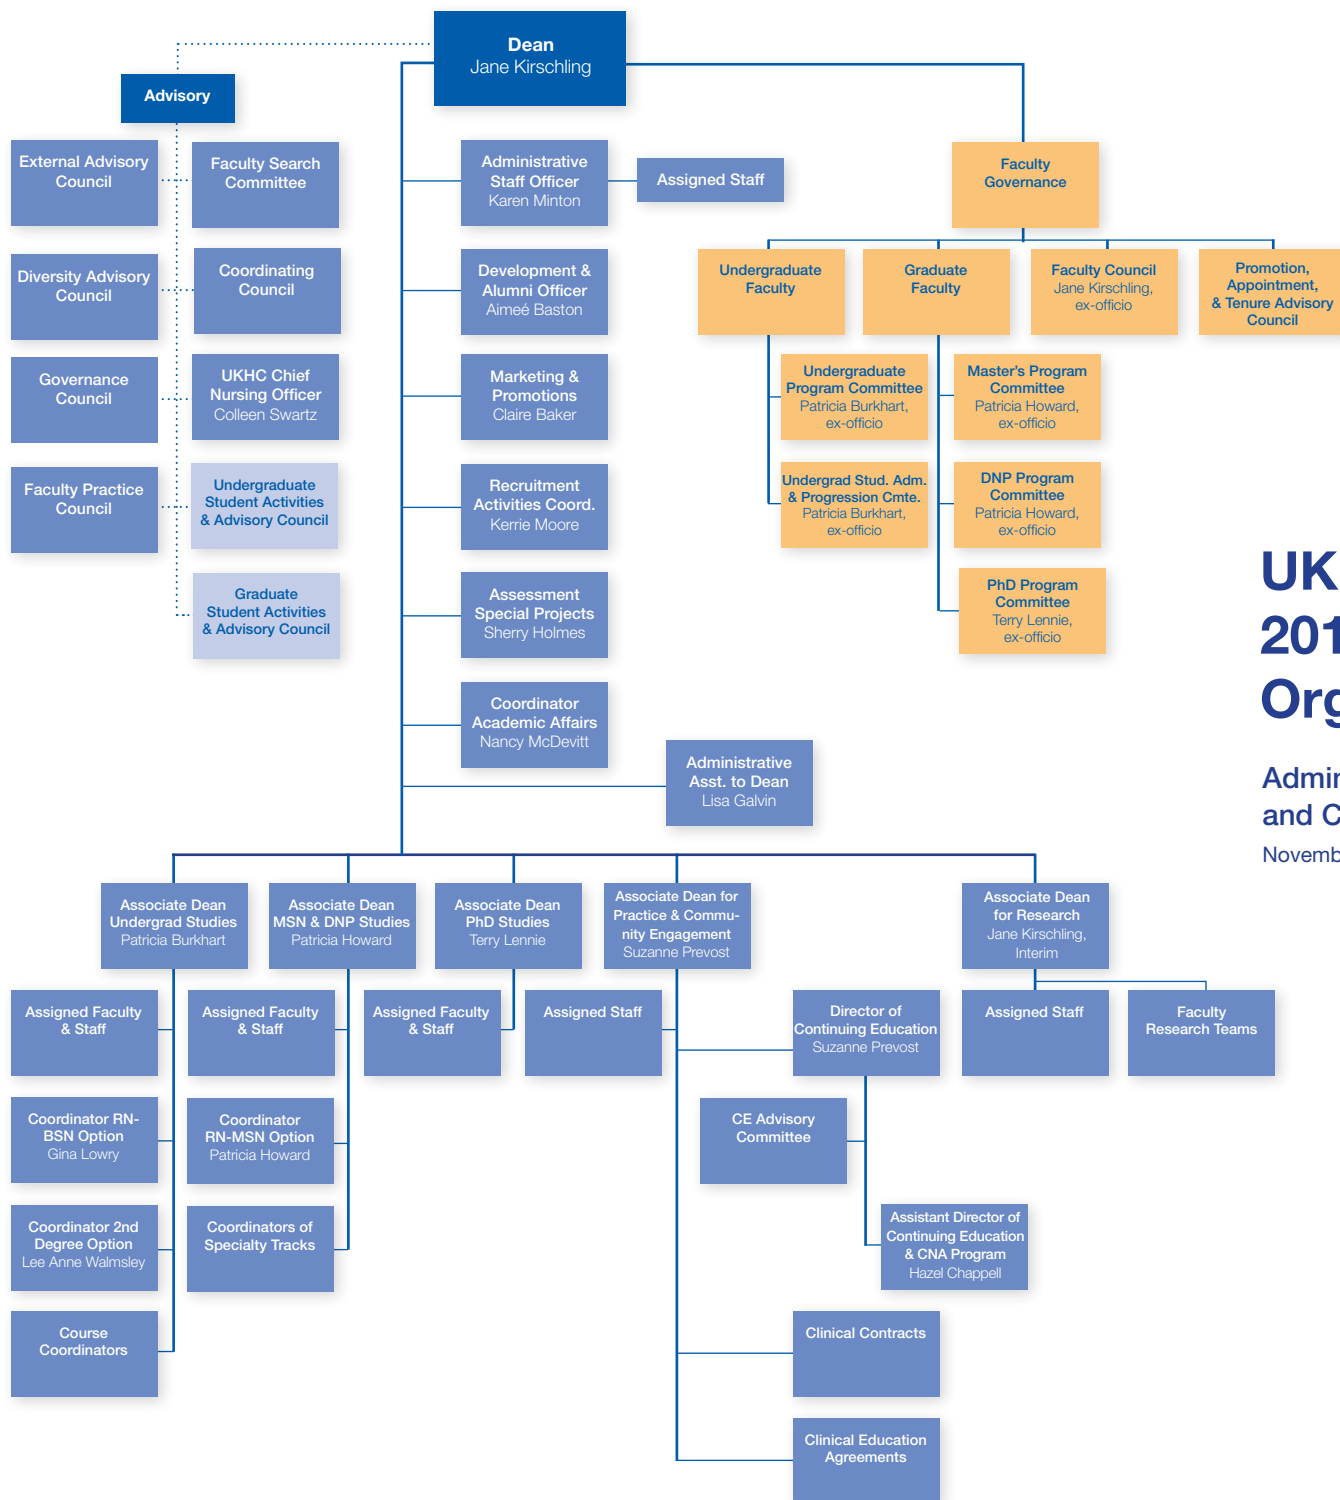 Dean
Jane Kirschling
Advisory
External Advisory
Council
Faculty Search
Committee
Diversity Advisory
Council
Coordinating
Council
Governance
Council
UKHC Chief
Nursing Officer
Colleen Swartz
Faculty Practice
Council
Undergraduate
Student Activities
& Advisory Council
Graduate
Student Activities
& Advisory Council
Administrative
Staff Officer
Karen Minton
Assigned Staff
Development &
Alumni Officer
Aimeé Baston
Marketing &
Promotions
Claire Baker
Recruitment
Activities Coord.
Kerrie Moore
Assessment
Special Projects
Sherry Holmes
Coordinator
Academic Affairs
Nancy McDevitt
Administrative
Asst. to Dean
Lisa Galvin
Faculty
Governance
Undergraduate
Faculty
Graduate
Faculty
Faculty Council
Jane Kirschling,
ex-officio
Promotion,
Appointment,
& Tenure Advisory
Council
Undergraduate
Program Committee
Patricia Burkhart,
ex-officio
Master's Program
Committee
Patricia Howard,
ex-officio
Undergrad Stud. Adm.
& Progression Cmte.
Patricia Burkhart,
ex-officio
DNP Program
Committee
Patricia Howard,
ex-officio
PhD Program
Committee
Terry Lennie,
ex-officio
UK
201
Org
Admin
and C
Novemb
Associate Dean
Undergrad Studies
Patricia Burkhart
Associate Dean
MSN & DNP Studies
Patricia Howard
Associate Dean
PhD Studies
Terry Lennie
Associate Dean for
Practice & Commu-
nity Engagement
Suzanne Prevost
Associate Dean
for Research
Jane Kirschling,
Interim
Assigned Faculty
& Staff
Assigned Faculty
& Staff
Assigned Faculty
& Staff
Assigned Staff
Director of
Continuing Education
Suzanne Prevost
Assigned Staff
Faculty
Research Teams
Coordinator RN-
BSN Option
Gina Lowry
Coordinator
RN-MSN Option
Patricia Howard
CE Advisory
Committee
Coordinator 2nd
Degree Option
Lee Anne Walmsley
Coordinators of
Specialty Tracks
Assistant Director of
Continuing Education
& CNA Program
Hazel Chappell
Course
Coordinators
Clinical Contracts
Clinical Education
Agreements